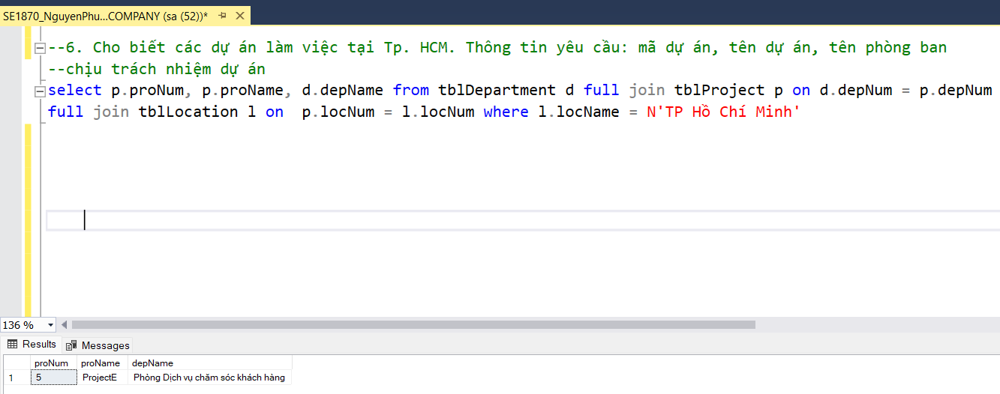 SE1870_NguyenPhu...COMPANY (sa (52))*
--6. Cho biết các dự án làm việc tại Tp. HCM. Thông tin yêu cầu: mã dự án, tên dự án, tên phòng ban
--chịu trách nhiệm dự án
select p.proNum, p.proName, d.depName from tblDepartment d full join tblProject p on d.depNum = p.depNum
full join tblLocation l on  p.locNum = l.locNum where l.locName = N'TP Hồ Chí Minh'
136 %
Results Messages
proNum proName depName
1 5 ProjectE Phòng Dịch vụ chăm sóc khách hàng